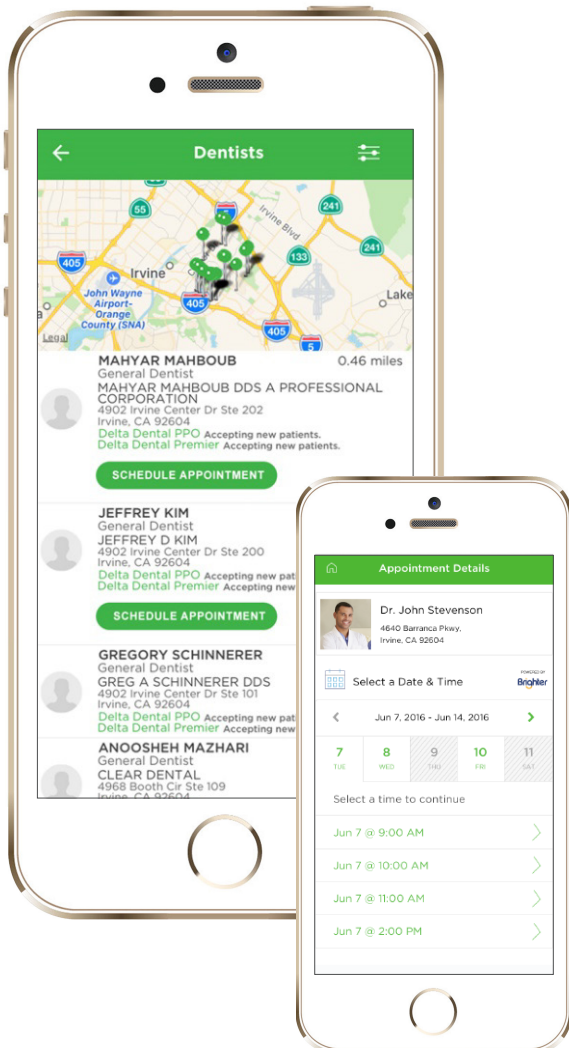 Dentists
55
241
Irvine Blvd
133
241
405
Irvine
John Wayne
Airport-
Orange
County (SNA)
405
Lake
405
5
Legal
MAHYAR MAHBOUB 0.46 miles
General Dentist
MAHYAR MAHBOUB DDS A PROFESSIONAL
CORPORATION
4902 Irvine Center Dr Ste 202
Irvine, CA 92604
Delta Dental PPO Accepting new patients.
Delta Dental Premier Accepting new patients.
SCHEDULE APPOINTMENT
JEFFREY KIM
General Dentist
JEFFREY D KIM
4902 Irvine Center Dr Ste 200
Irvine, CA 92604
Delta Dental PPO Accepting new pat
Delta Dental Premier Accepting new
SCHEDULE APPOINTMENT
GREGORY SCHINNERER
General Dentist
GREG A SCHINNERER DDS
4902 Irvine Center Dr Ste 101
Irvine, CA 92604
Delta Dental PPO Accepting new pat
Delta Dental Premier Accepting new
ANOOSHEH MAZHARI
General Dentist
CLEAR DENTAL
4968 Booth Cir Ste 109
Irvine, CA 92604
Appointment Details
Dr. John Stevenson
4640 Barranca Pkwy,
Irvine, CA 92604
Select a Date & Time
POWERED BY
Brighter
Jun 7, 2016 - Jun 14, 2016
7 8 9 10 11
TUE WED THU FRI SAT
Select a time to continue
Jun 7 @ 9:00 AM
Jun 7 @ 10:00 AM
Jun 7 @ 11:00 AM
Jun 7 @ 2:00 PM